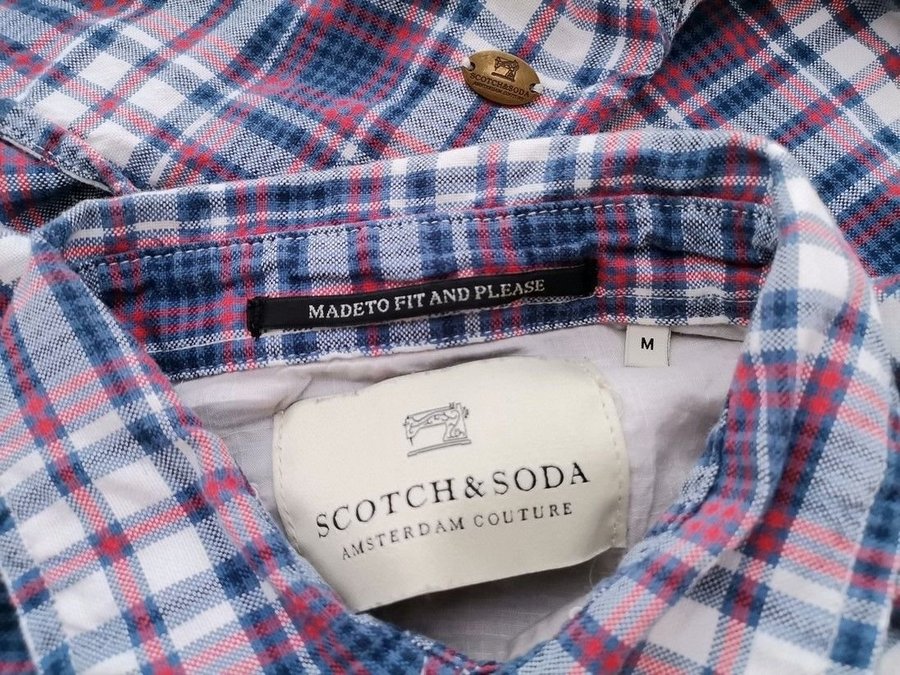 SCOTCH&SODA
MADETO FIT AND PLEASE
M
SCOTCH & SODA
AMSTERDAM COUTURE